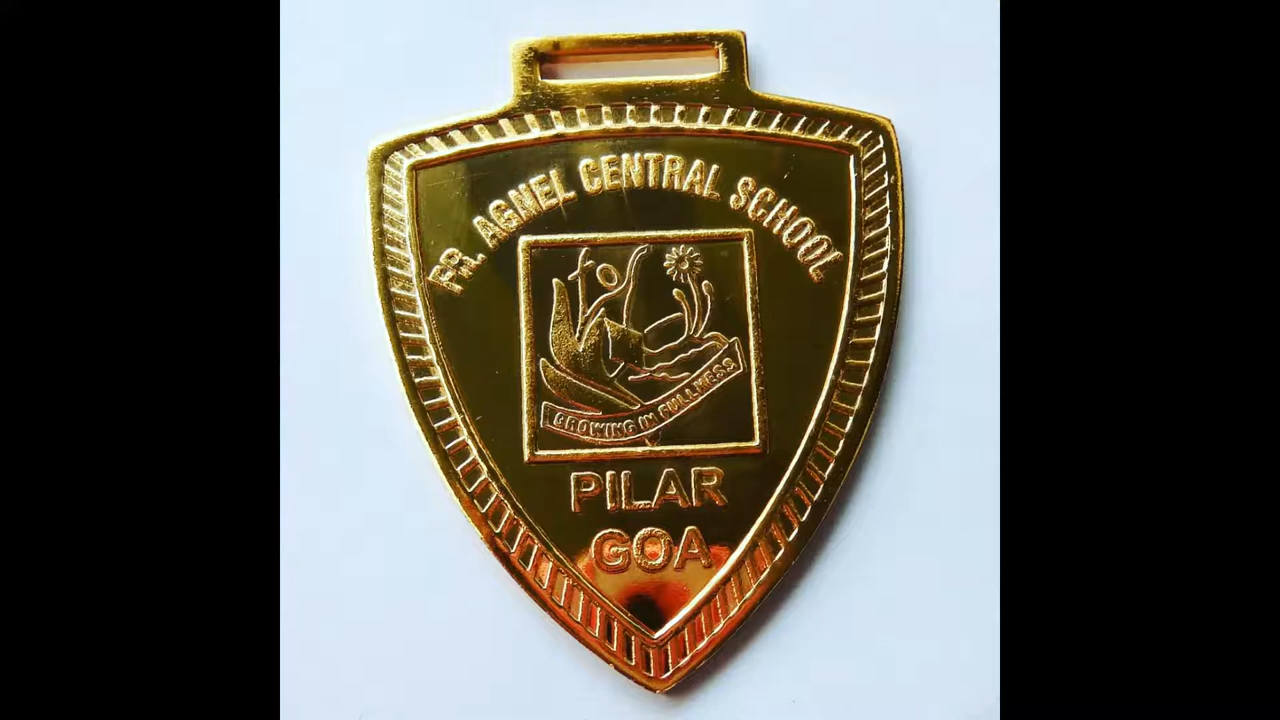 FR. AGNEL CENTRAL SCHOOL
GROWING IN FULLNESS
PILAR
GOA